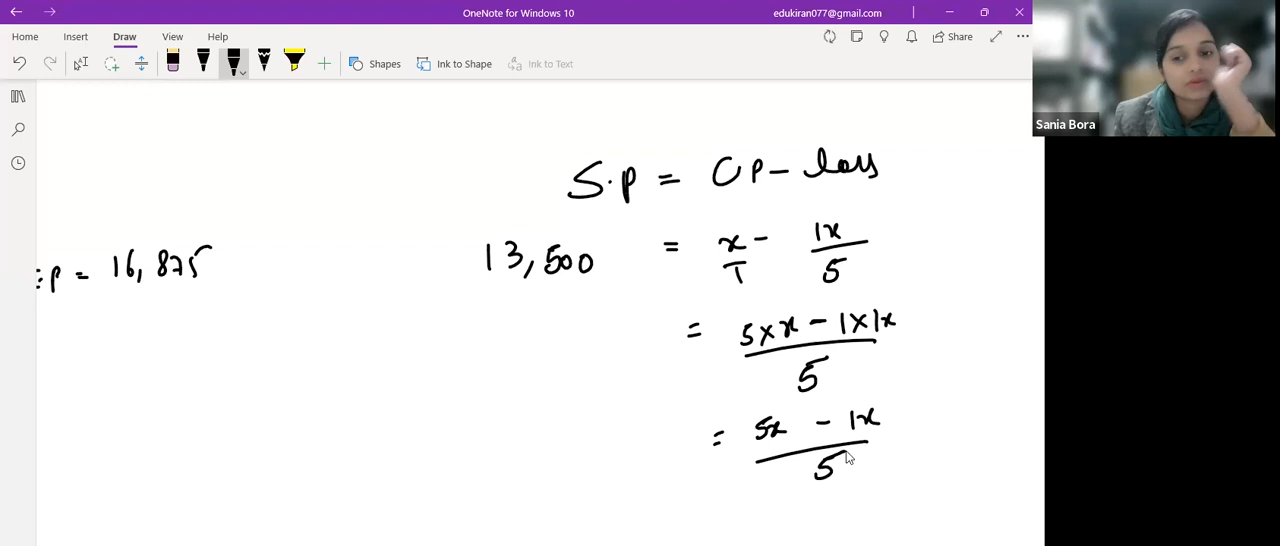 OneNote for Windows 10
edukiran077@gmail.com
Home Insert Draw View Help
Share
Shapes
Ink to Shape
Ink to Text
Sania Bora
S.p = CP - loss
:p = 16,875
13,500 = x/1 - 1x/5
= 5 x x - 1 x 1x / 5
= 5x - 1x / 5